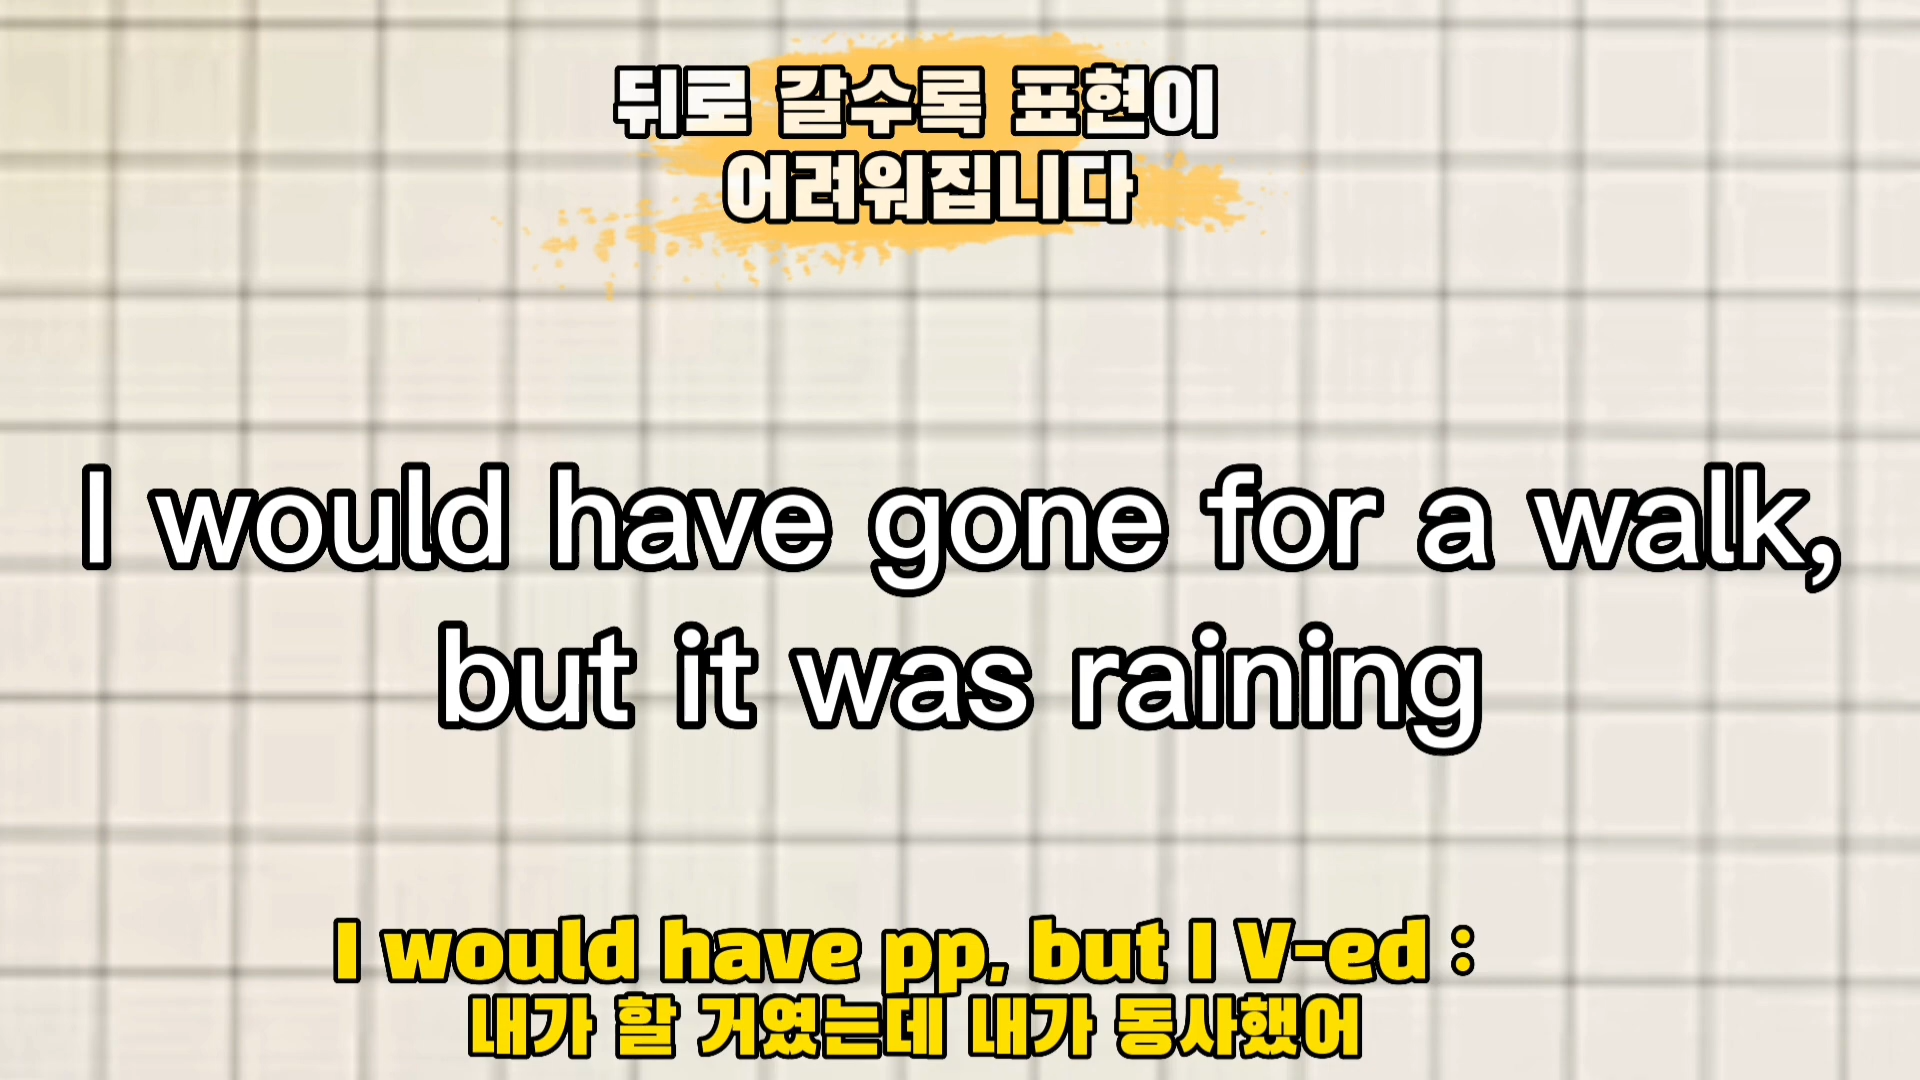 뒤로 갈수록 표현이
어려워집니다
I would have gone for a walk,
but it was raining
I would have pp, but I V-ed :
내가 할 거였는데 내가 동사했어